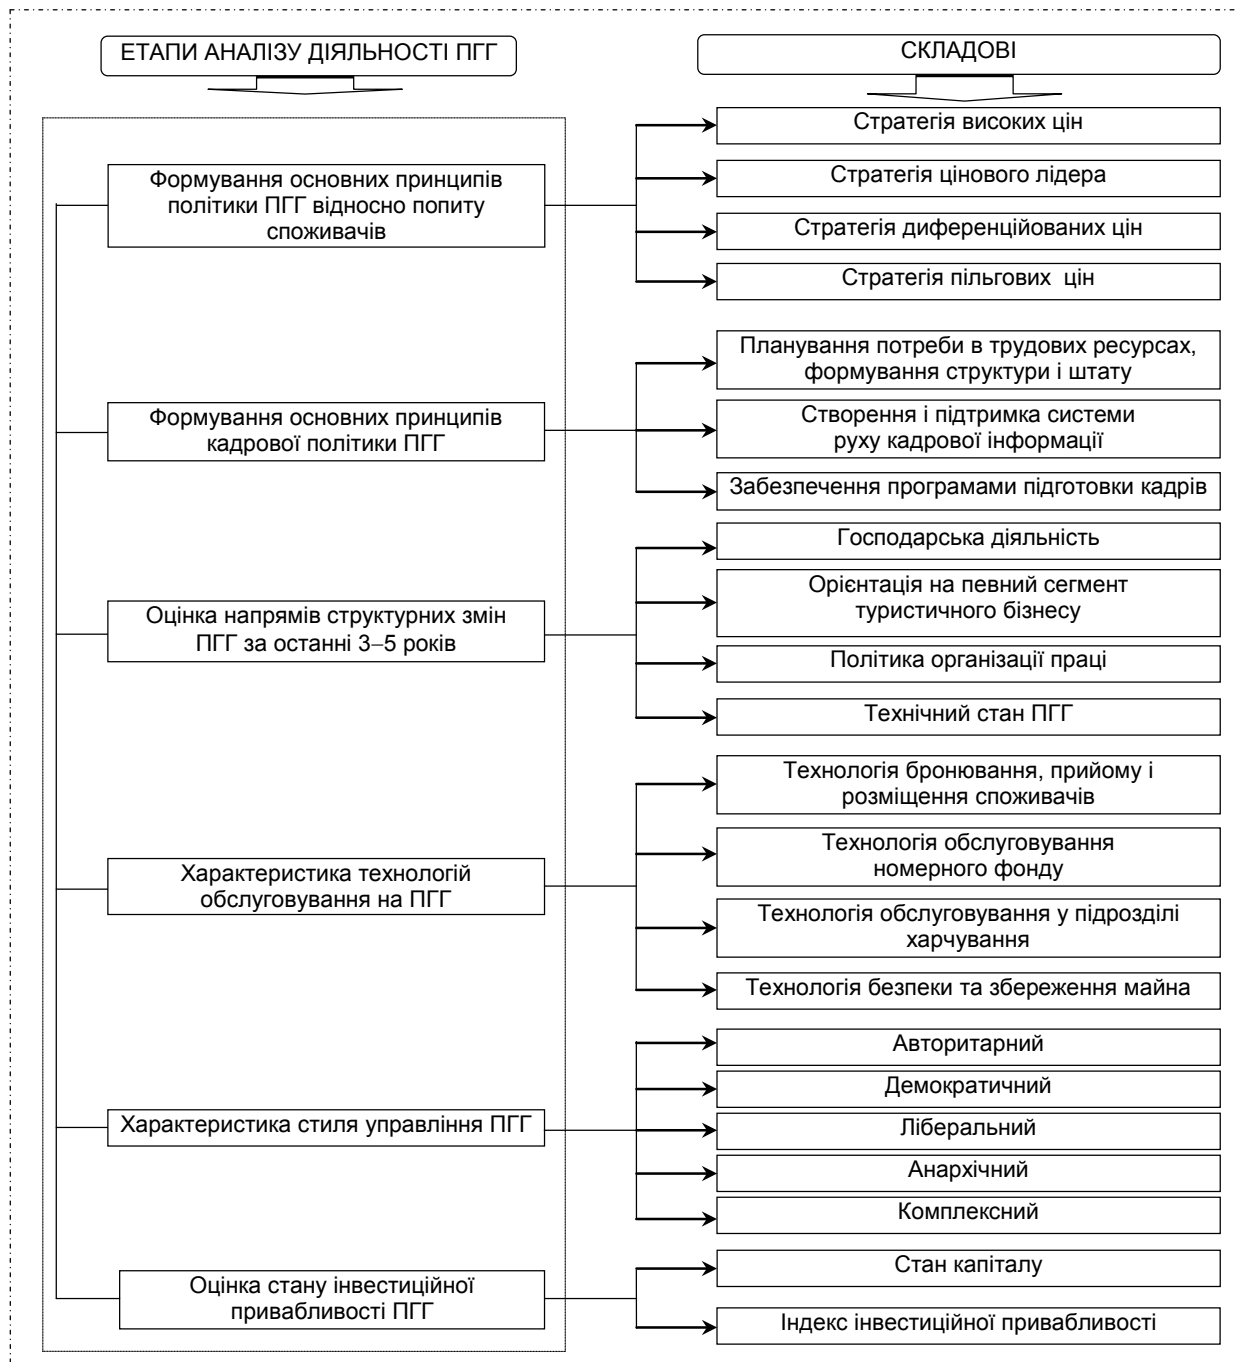 ЕТАПИ АНАЛІЗУ ДІЯЛЬНОСТІ ПГГ
СКЛАДОВІ
Формування основних принципів
політики ПГГ відносно попиту
споживачів
Стратегія високих цін
Стратегія цінового лідера
Стратегія диференційованих цін
Стратегія пільгових цін
Формування основних принципів
кадрової політики ПГГ
Планування потреби в трудових ресурсах,
формування структури і штату
Створення і підтримка системи
руху кадрової інформації
Забезпечення програмами підготовки кадрів
Оцінка напрямів структурних змін
ПГГ за останні 3–5 років
Господарська діяльність
Орієнтація на певний сегмент
туристичного бізнесу
Політика організації праці
Технічний стан ПГГ
Характеристика технологій
обслуговування на ПГГ
Технологія бронювання, прийому і
розміщення споживачів
Технологія обслуговування
номерного фонду
Технологія обслуговування у підрозділі
харчування
Технологія безпеки та збереження майна
Характеристика стиля управління ПГГ
Авторитарний
Демократичний
Ліберальний
Анархічний
Комплексний
Оцінка стану інвестиційної
привабливості ПГГ
Стан капіталу
Індекс інвестиційної привабливості